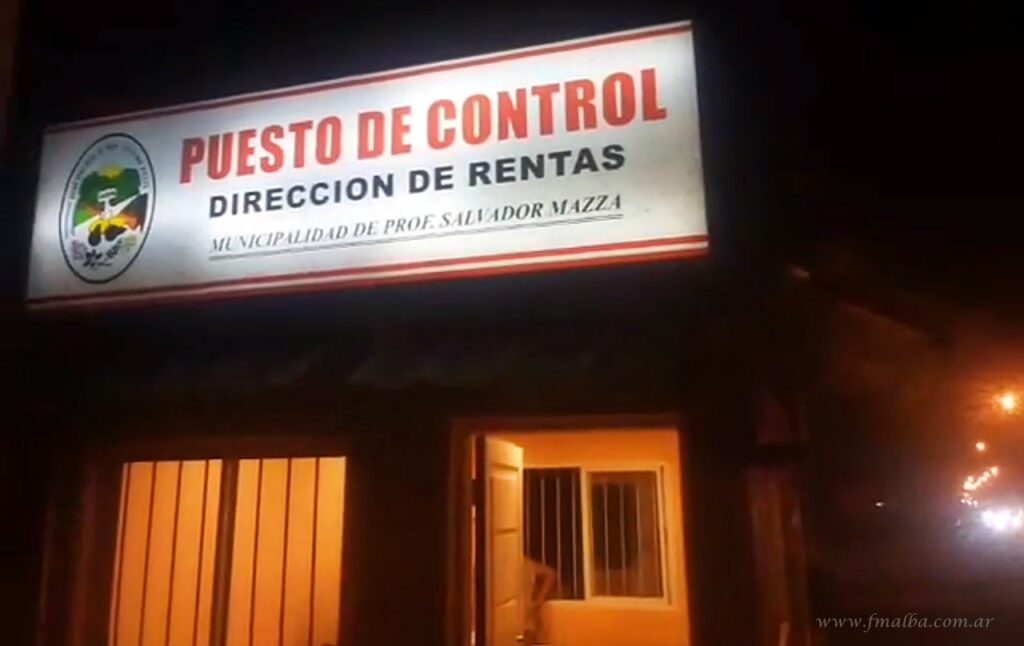 PUESTO DE CONTROL
DIRECCION DE RENTAS
MUNICIPALIDAD DE PROF. SALVADOR MAZZA
www.fmalba.com.ar